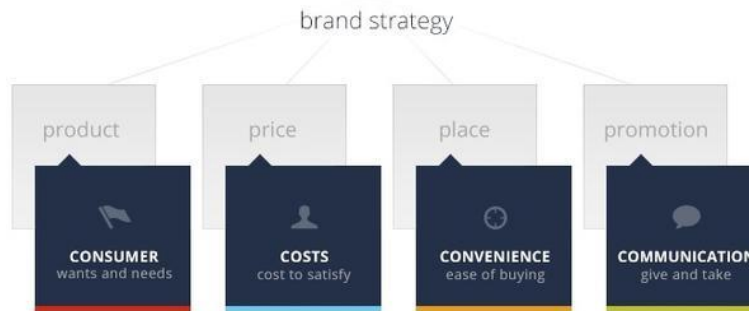 brand strategy
product
price
place
promotion
CONSUMER
wants and needs
COSTS
cost to satisfy
CONVENIENCE
ease of buying
COMMUNICATION
give and take